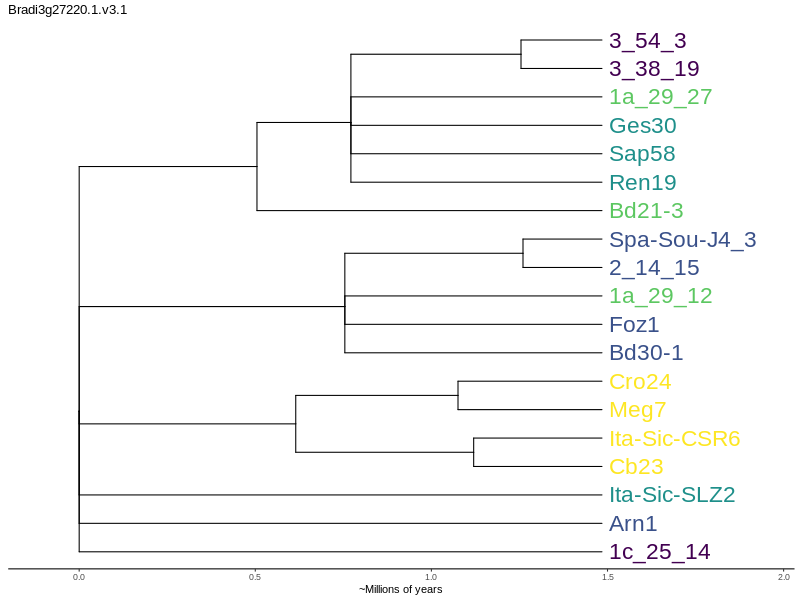 Bradi3g27220.1.v3.1
3_54_3
3_38_19
1a_29_27
Ges30
Sap58
Ren19
Bd21-3
Spa-Sou-J4_3
2_14_15
1a_29_12
Foz1
Bd30-1
Cro24
Meg7
Ita-Sic-CSR6
Cb23
Ita-Sic-SLZ2
Arn1
1c_25_14
0.0 0.5 1.0 1.5 2.0
~Millions of years